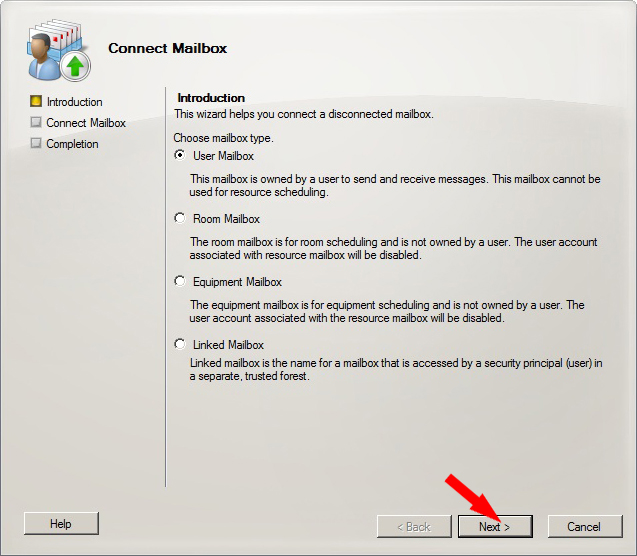 Connect Mailbox
Introduction
Connect Mailbox
Completion
Introduction
This wizard helps you connect a disconnected mailbox.
Choose mailbox type.
User Mailbox
This mailbox is owned by a user to send and receive messages. This mailbox cannot be
used for resource scheduling.
Room Mailbox
The room mailbox is for room scheduling and is not owned by a user. The user account
associated with resource mailbox will be disabled.
Equipment Mailbox
The equipment mailbox is for equipment scheduling and is not owned by a user. The
user account associated with the resource mailbox will be disabled.
Linked Mailbox
Linked mailbox is the name for a mailbox that is accessed by a security principal (user) in
a separate, trusted forest.
Help
< Back
Next >
Cancel